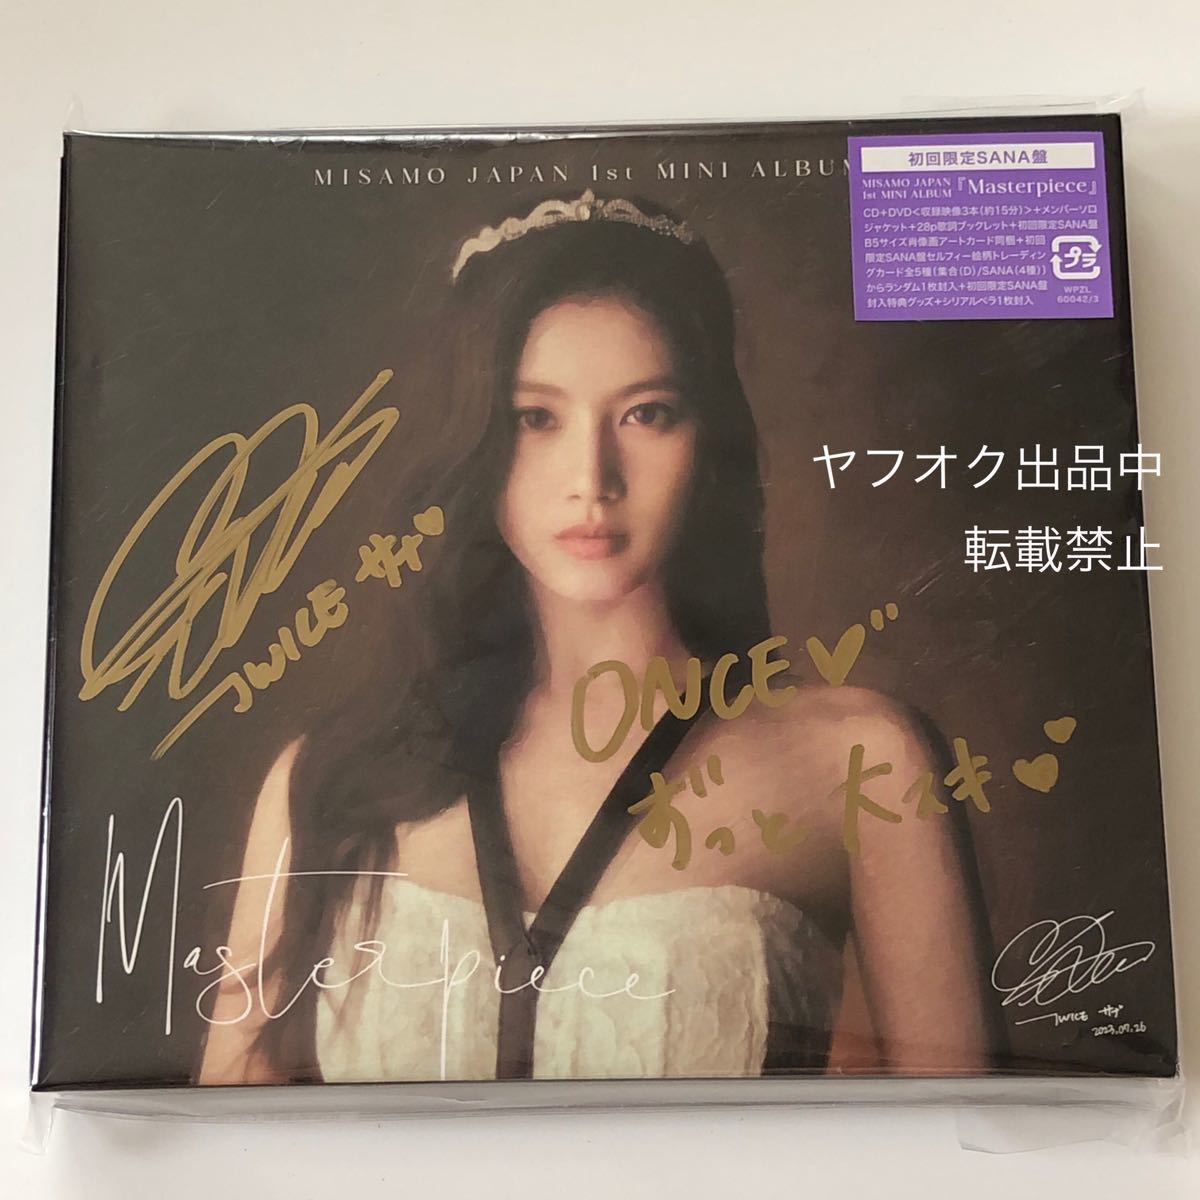 MISAMO JAPAN 1st MINI ALBUM
初回限定SANA盤
MISAMO JAPAN
1st MINI ALBUM『Masterpiece』
CD+DVD<収録映像3本(約15分)>+メンバーソロ
ジャケット+28p歌詞ブックレット+初回限定SANA盤
B5サイズ肖像画アートカード同梱+初回
限定SANA盤セルフィー絵柄トレーディン
グカード全5種(集合(D)/SANA(4種))
からランダム1枚封入+初回限定SANA盤
封入特典グッズ+シリアルペラ1枚封入
プラ
WPZL
60042/3
ヤフオク出品中
転載禁止
TWICE サナ♡
ONCE♡
ずっと大スキ♡
Masterpiece
TWICE サナ
2023.07.26